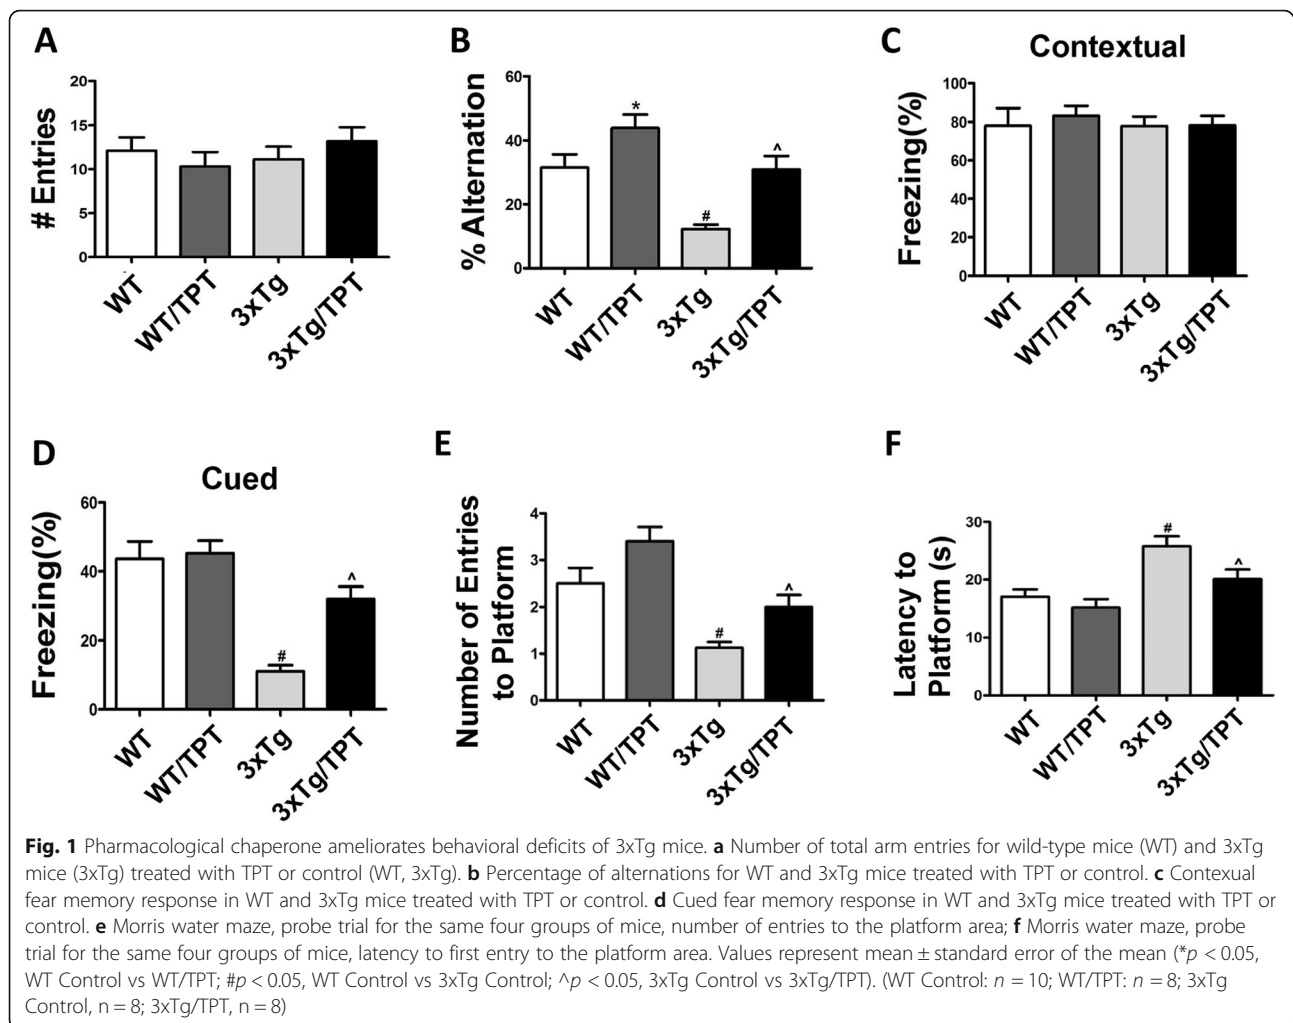 A
# Entries
20
15
10
5
0
WT
WT/TPT
3xTg
3xTg/TPT
B
% Alternation
60
40
20
0
*
#
^
WT
WT/TPT
3xTg
3xTg/TPT
C
Contextual
Freezing(%)
100
80
60
40
20
0
WT
WT/TPT
3xTg
3xTg/TPT
D
Cued
Freezing(%)
60
40
20
0
#
^
WT
WT/TPT
3xTg
3xTg/TPT
E
Number of Entries
to Platform
4
3
2
1
0
#
^
WT
WT/TPT
3xTg
3xTg/TPT
F
Latency to
Platform (s)
30
20
10
0
#
^
WT
WT/TPT
3xTg
3xTg/TPT
Fig. 1 Pharmacological chaperone ameliorates behavioral deficits of 3xTg mice. a Number of total arm entries for wild-type mice (WT) and 3xTg
mice (3xTg) treated with TPT or control (WT, 3xTg). b Percentage of alternations for WT and 3xTg mice treated with TPT or control. c Contexual
fear memory response in WT and 3xTg mice treated with TPT or control. d Cued fear memory response in WT and 3xTg mice treated with TPT or
control. e Morris water maze, probe trial for the same four groups of mice, number of entries to the platform area; f Morris water maze, probe
trial for the same four groups of mice, latency to first entry to the platform area. Values represent mean ± standard error of the mean (*p < 0.05,
WT Control vs WT/TPT; #p < 0.05, WT Control vs 3xTg Control; ^p < 0.05, 3xTg Control vs 3xTg/TPT). (WT Control: n = 10; WT/TPT: n = 8; 3xTg
Control, n = 8; 3xTg/TPT, n = 8)